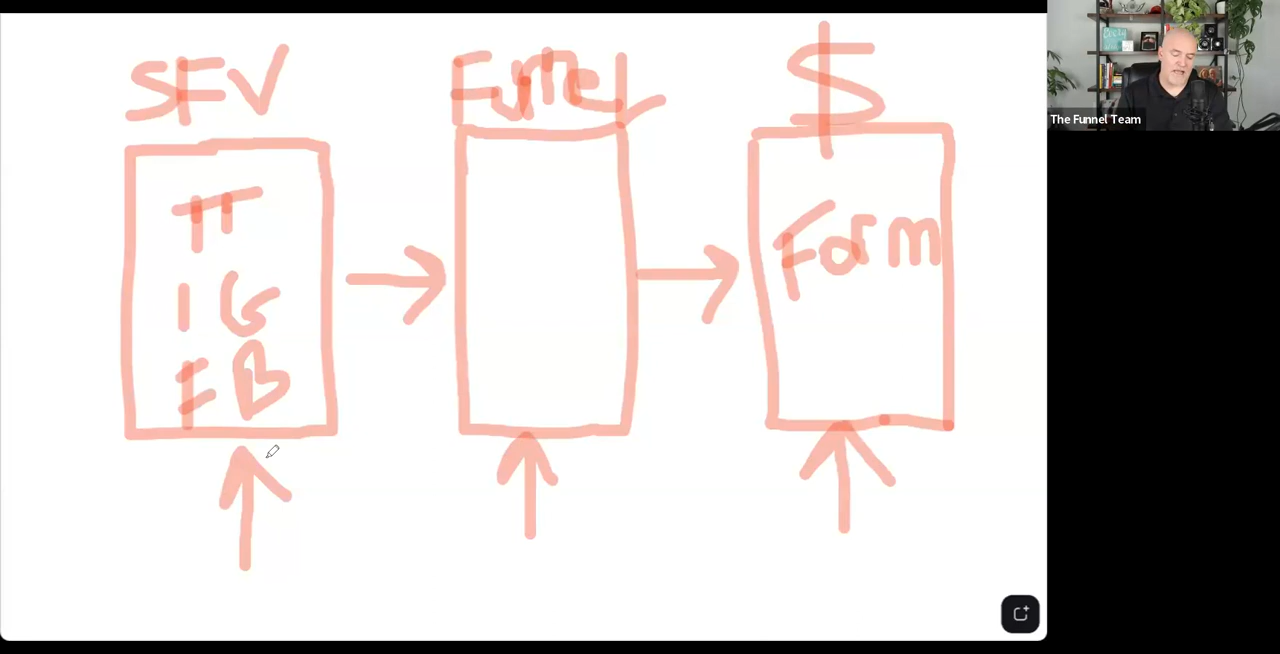 SFV
Funnel
$
TT
IG
FB
Form
The Funnel Team